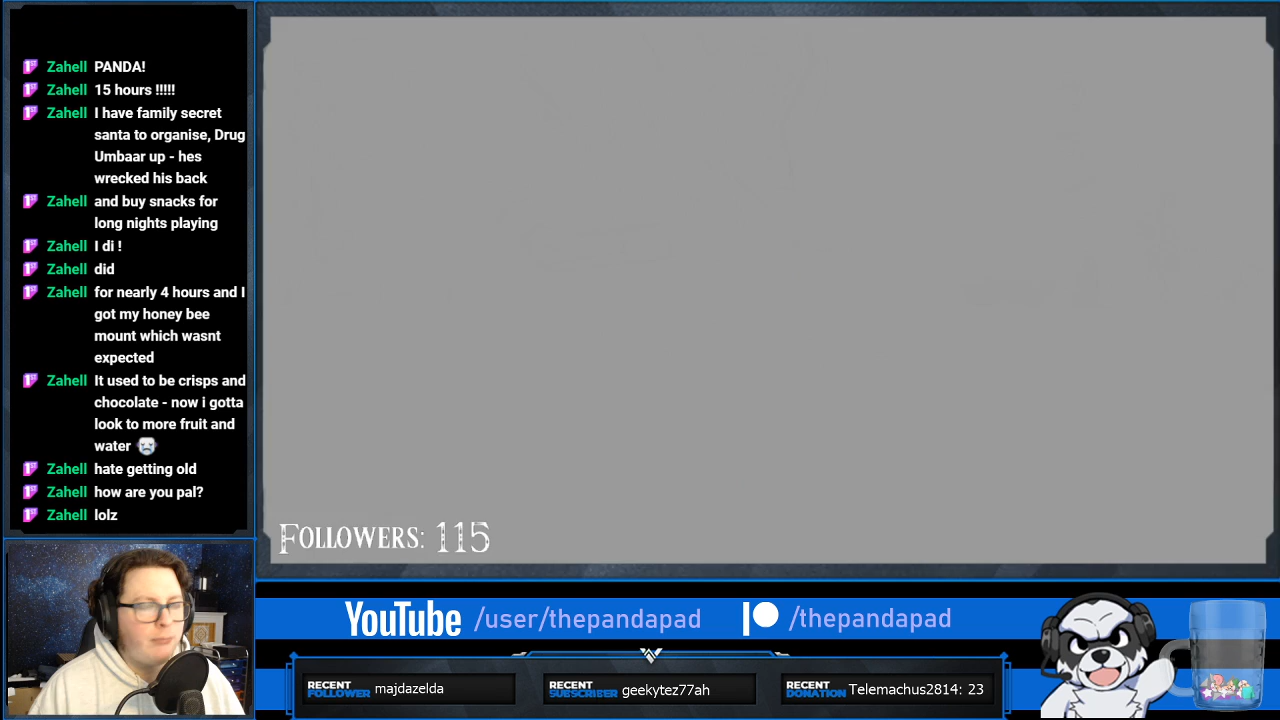 Zahell PANDA!
Zahell 15 hours !!!!!
Zahell I have family secret
santa to organise, Drug
Umbaar up - hes
wrecked his back
Zahell and buy snacks for
long nights playing
Zahell I di !
Zahell did
Zahell for nearly 4 hours and I
got my honey bee
mount which wasnt
expected
Zahell It used to be crisps and
chocolate - now i gotta
look to more fruit and
water
Zahell hate getting old
Zahell how are you pal?
Zahell lolz
Followers: 115
YouTube /user/thepandapad /thepandapad
RECENT FOLLOWER majdazelda
RECENT SUBSCRIBER geekytez77ah
RECENT DONATION Telemachus2814: 23